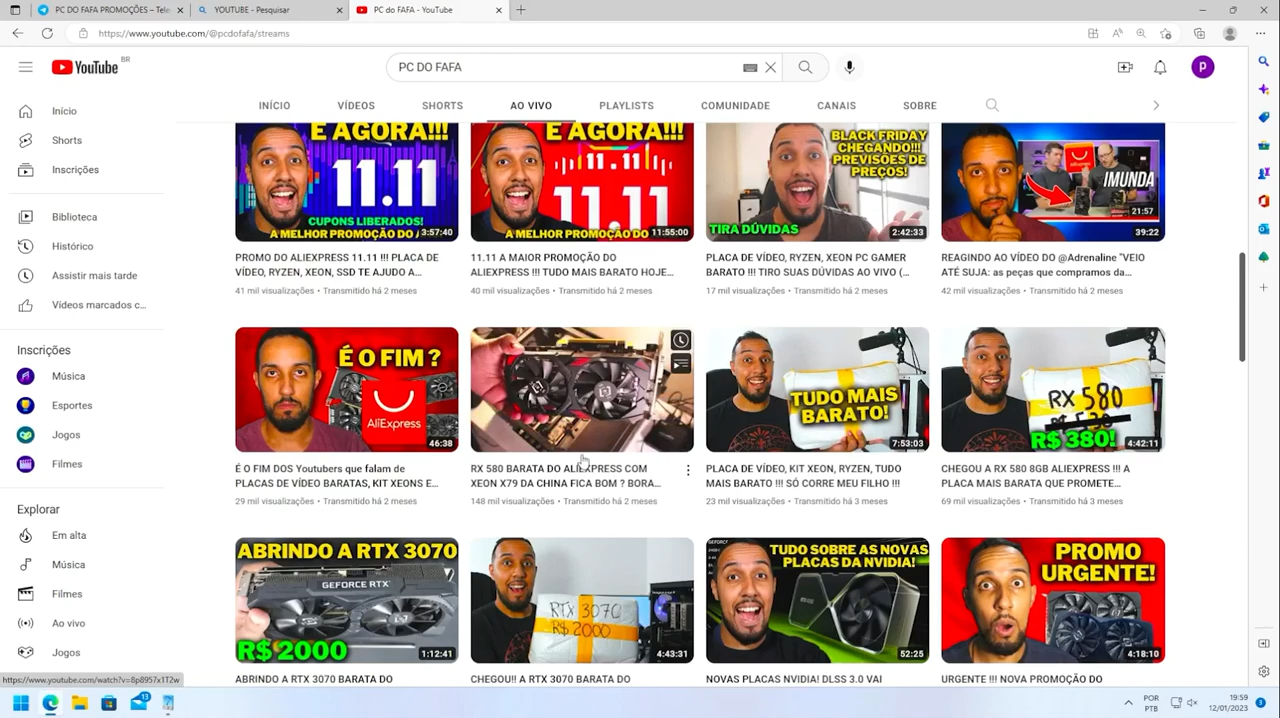 PC DO FAFA PROMOÇÕES – Tele
YOUTUBE - Pesquisar
PC do FAFA - YouTube
https://www.youtube.com/@pcdofafa/streams
YouTube BR
PC DO FAFA
p
INÍCIO
VÍDEOS
SHORTS
AO VIVO
PLAYLISTS
COMUNIDADE
CANAIS
SOBRE
Início
Shorts
Inscrições
Biblioteca
Histórico
Assistir mais tarde
Vídeos marcados c...
Inscrições
Música
Esportes
Jogos
Filmes
Explorar
Em alta
Música
Filmes
Ao vivo
Jogos
E AGORA!!!
11.11
CUPONS LIBERADOS!
A MELHOR PROMOÇÃO DO
3:57:40
PROMO DO ALIEXPRESS 11.11 !!! PLACA DE
VÍDEO, RYZEN, XEON, SSD TE AJUDO A...
41 mil visualizações • Transmitido há 2 meses
E AGORA!!!
11.11
11.11
A MELHOR PROMOÇÃO DO
11:55:00
11.11 A MAIOR PROMOÇÃO DO
ALIEXPRESS !!! TUDO MAIS BARATO HOJE...
40 mil visualizações • Transmitido há 2 meses
BLACK FRIDAY
CHEGANDO!!!
PREVISÕES DE
PREÇOS!
TIRA DÚVIDAS
2:42:33
PLACA DE VÍDEO, RYZEN, XEON PC GAMER
BARATO !!! TIRO SUAS DÚVIDAS AO VIVO (...
17 mil visualizações • Transmitido há 2 meses
IMUNDA
21:57
39:22
REAGINDO AO VÍDEO DO @Adrenaline "VEIO
ATÉ SUJA: as peças que compramos da...
42 mil visualizações • Transmitido há 2 meses
É O FIM ?
AliExpress
46:38
É O FIM DOS Youtubers que falam de
PLACAS DE VÍDEO BARATAS, KIT XEONS E...
29 mil visualizações • Transmitido há 2 meses
RX 580 BARATA DO ALIEXPRESS COM
XEON X79 DA CHINA FICA BOM ? BORA...
148 mil visualizações • Transmitido há 2 meses
TUDO MAIS
BARATO!
7:53:03
PLACA DE VÍDEO, KIT XEON, RYZEN, TUDO
MAIS BARATO !!! SÓ CORRE MEU FILHO !!!
23 mil visualizações • Transmitido há 3 meses
RX 580
R$ 380!
4:42:11
CHEGOU A RX 580 8GB ALIEXPRESS !!! A
PLACA MAIS BARATA QUE PROMETE...
69 mil visualizações • Transmitido há 3 meses
ABRINDO A RTX 3070
GEFORCE RTX
R$ 2000
1:12:41
ABRINDO A RTX 3070 BARATA DO
RTX 3070
R$ 2000
4:43:31
CHEGOU!! A RTX 3070 BARATA DO
TUDO SOBRE AS NOVAS
PLACAS DA NVIDIA!
52:25
NOVAS PLACAS NVIDIA! DLSS 3.0 VAI
PROMO
URGENTE!
4:18:10
URGENTE !!! NOVA PROMOÇÃO DO
https://www.youtube.com/watch?v=8p8957x1T2w
13
POR
PTB
19:59
12/01/2023
3